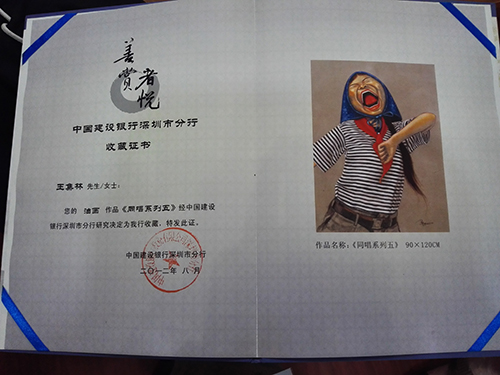 善者
赏悦
中国建设银行深圳市分行
收藏证书
王集林 先生/女士:
您的 油画 作品《同唱系列五》经中国建设
银行深圳市分行研究决定为我行收藏，特发此证。
中国建设银行深圳市分行
二〇一二年 八 月
作品名称:《同唱系列五》 90×120CM